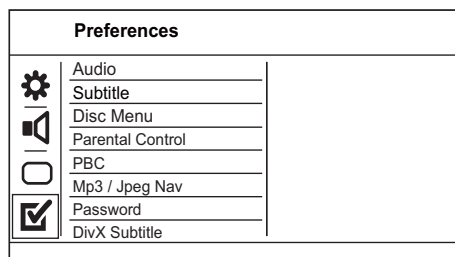 Preferences
Audio
Subtitle
Disc Menu
Parental Control
PBC
Mp3 / Jpeg Nav
Password
DivX Subtitle